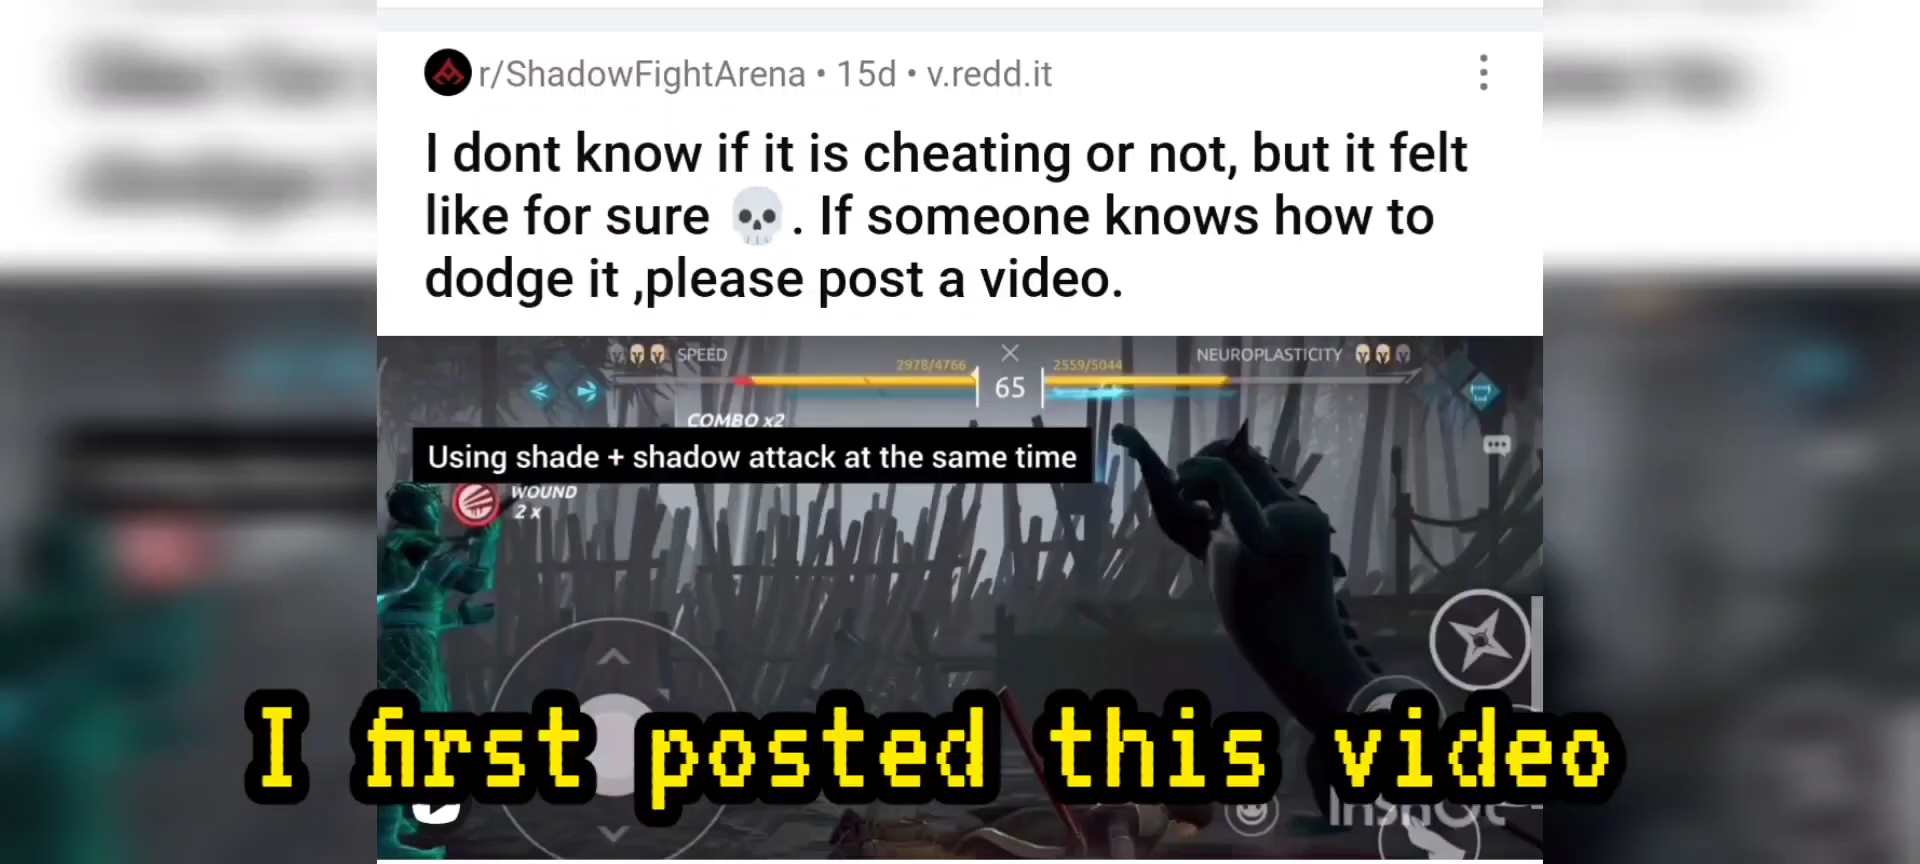 r/ShadowFightArena • 15d • v.redd.it
I dont know if it is cheating or not, but it felt
like for sure 💀. If someone knows how to
dodge it ,please post a video.
SPEED
2978/4766
65
2559/5044
NEUROPLASTICITY
COMBO x2
Using shade + shadow attack at the same time
WOUND
2 x
I first posted this video
InShOt